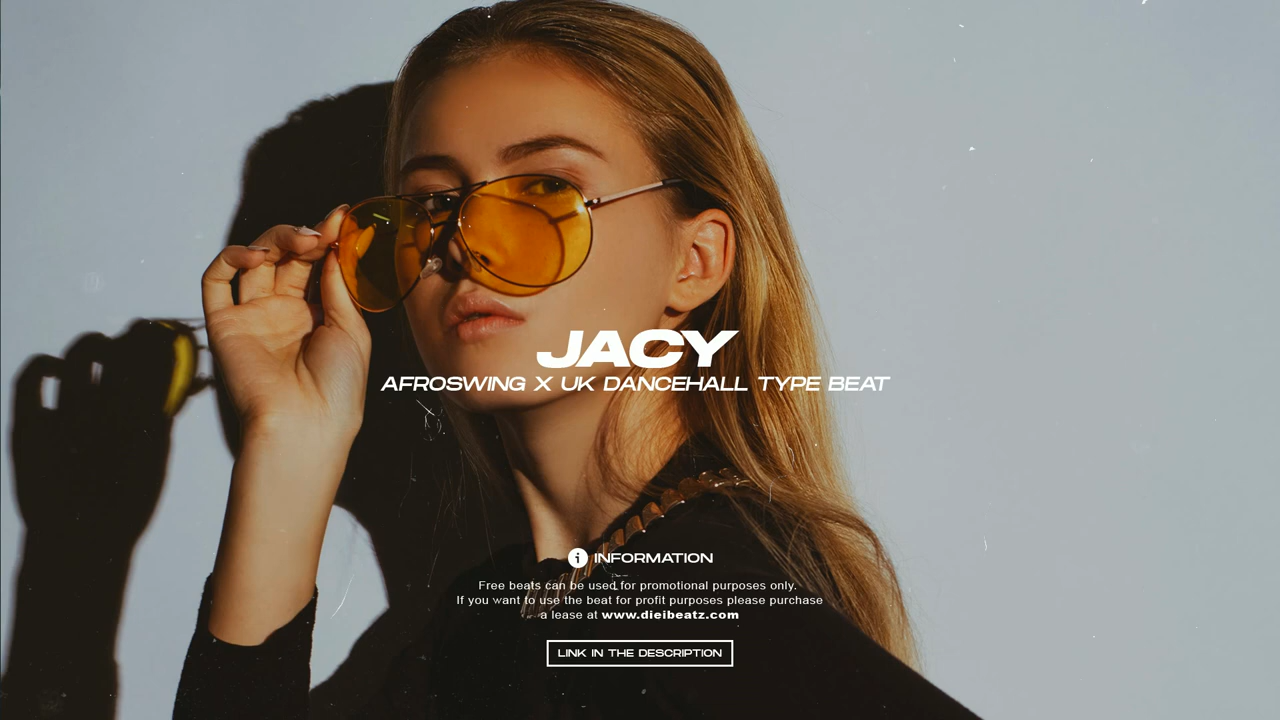 JACY
AFROSWING X UK DANCEHALL TYPE BEAT
INFORMATION
Free beats can be used for promotional purposes only.
If you want to use the beat for profit purposes please purchase
a lease at www.dieibeatz.com
LINK IN THE DESCRIPTION